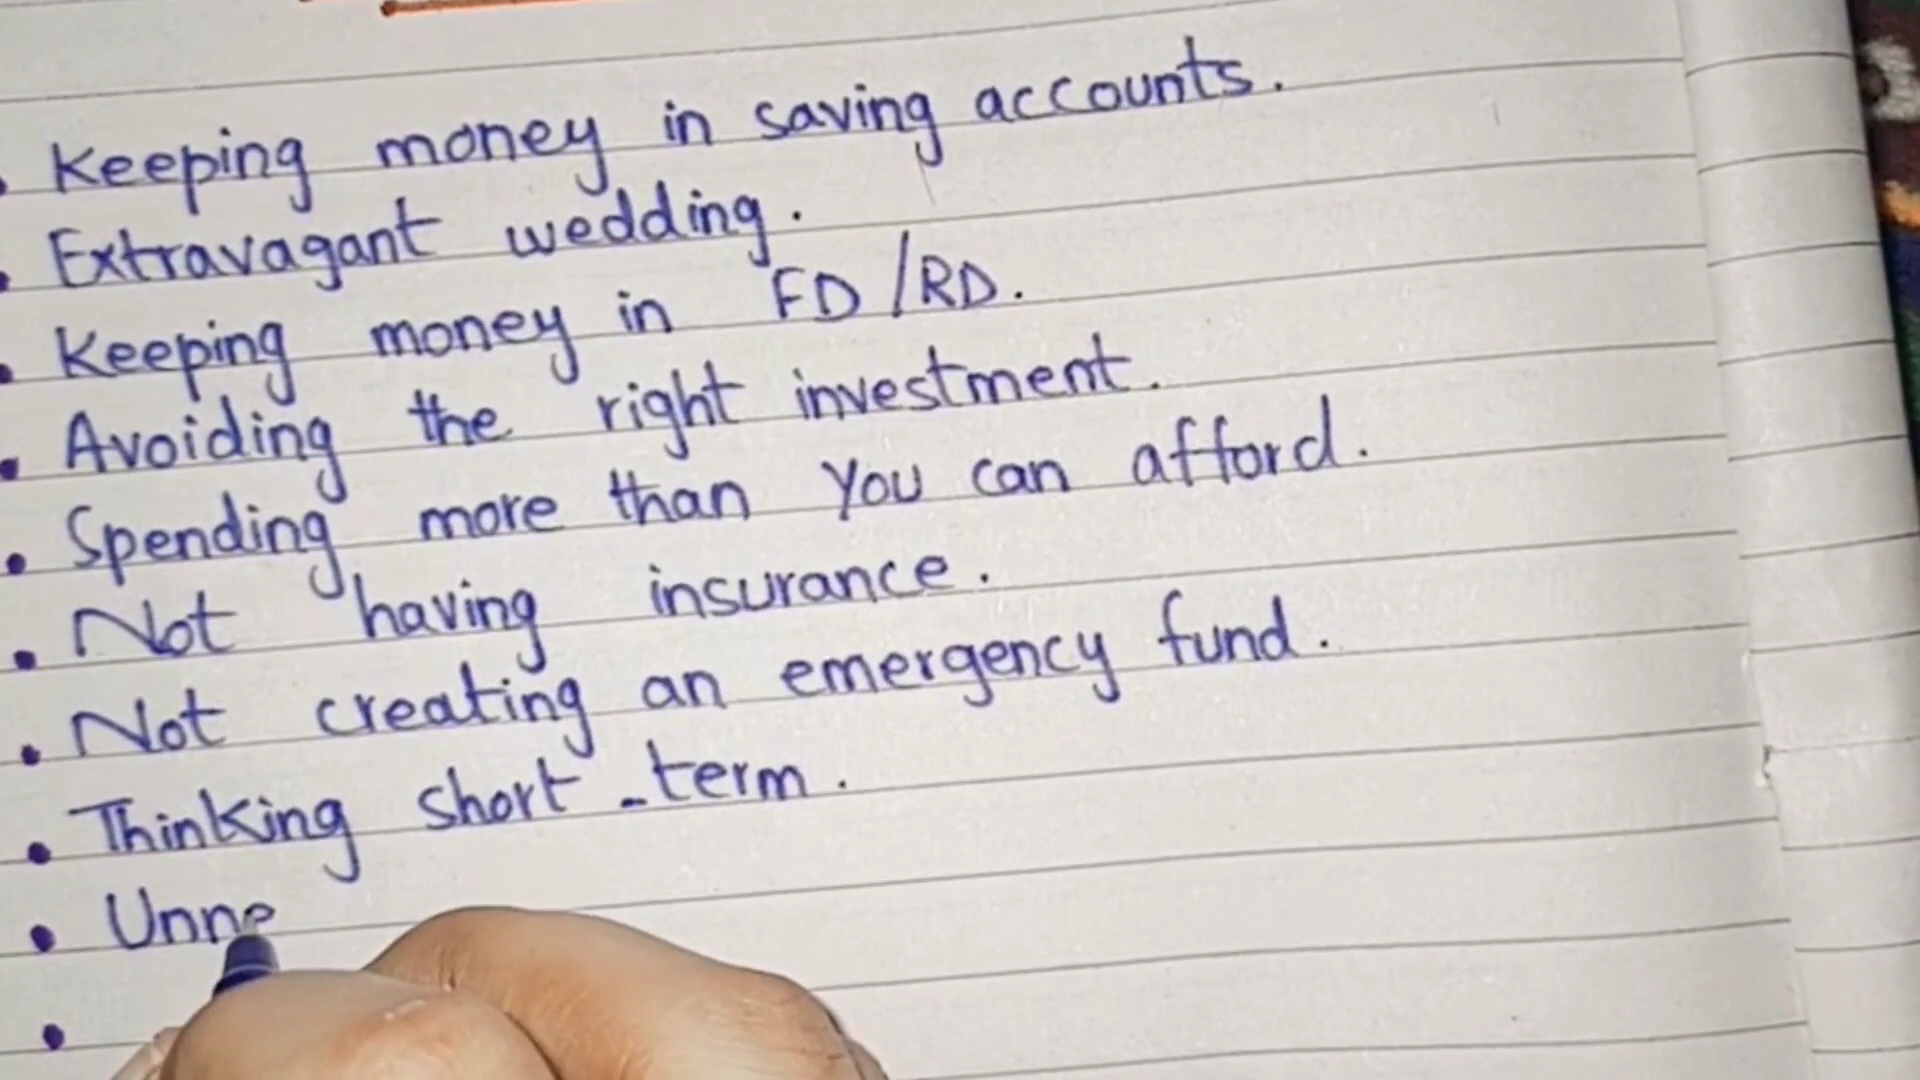 Keeping money in saving accounts.
Extravagant wedding.
Keeping money in FD/RD.
Avoiding the right investment.
Spending more than you can afford.
Not having insurance.
Not creating an emergency fund.
Thinking short-term.
Unne